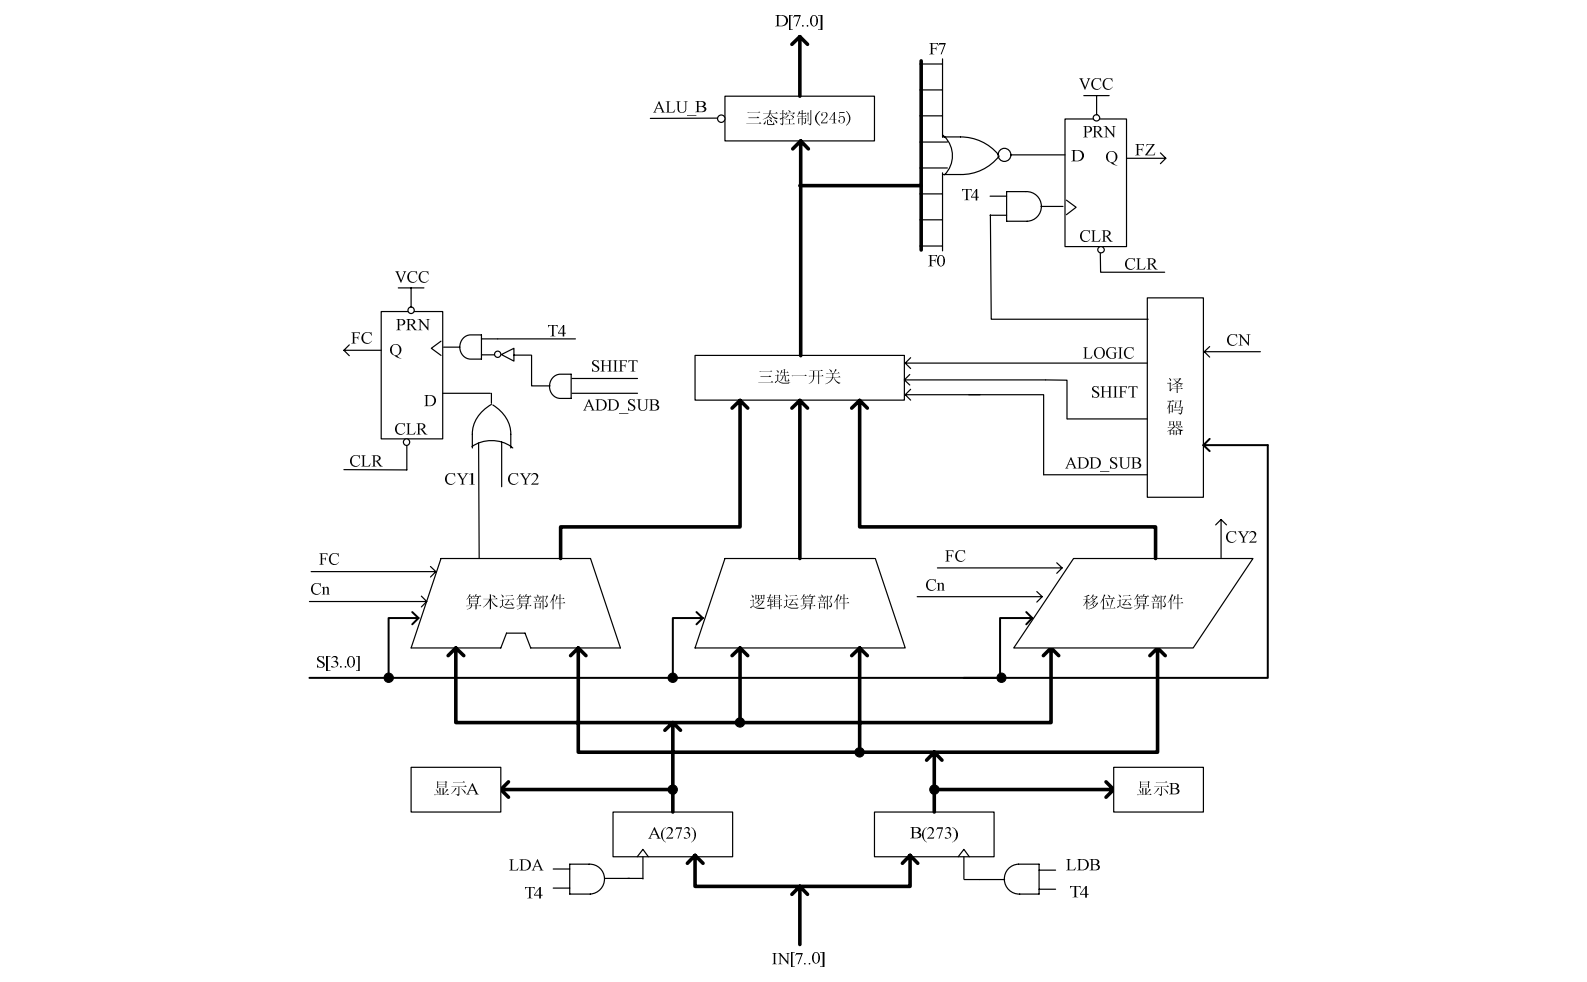 D[7..0]
F7
ALU_B
三态控制(245)
VCC
PRN
D
Q
FZ
T4
CLR
F0
CLR
VCC
PRN
FC
Q
T4
SHIFT
ADD_SUB
D
CLR
CLR
CY1
CY2
三选一开关
LOGIC
SHIFT
ADD_SUB
译
码
器
CN
CY2
FC
Cn
算术运算部件
逻辑运算部件
FC
Cn
移位运算部件
S[3..0]
显示A
显示B
A(273)
B(273)
LDA
T4
LDB
T4
IN[7..0]